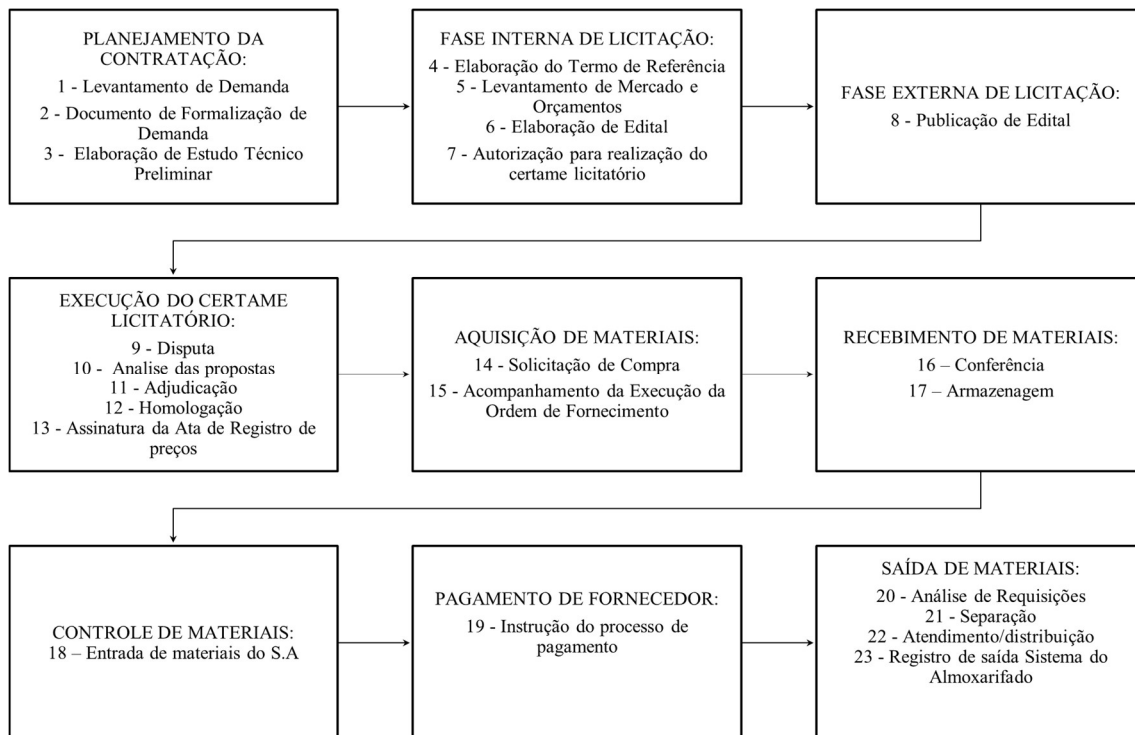 PLANEJAMENTO DA
CONTRATAÇÃO:
1 - Levantamento de Demanda
2 - Documento de Formalização de
Demanda
3 - Elaboração de Estudo Técnico
Preliminar
FASE INTERNA DE LICITAÇÃO:
4 - Elaboração do Termo de Referência
5 - Levantamento de Mercado e
Orçamentos
6 - Elaboração de Edital
7 - Autorização para realização do
certame licitatório
FASE EXTERNA DE LICITAÇÃO:
8 - Publicação de Edital
EXECUÇÃO DO CERTAME
LICITATÓRIO:
9 - Disputa
10 - Analise das propostas
11 - Adjudicação
12 - Homologação
13 - Assinatura da Ata de Registro de
preços
AQUISIÇÃO DE MATERIAIS:
14 - Solicitação de Compra
15 - Acompanhamento da Execução da
Ordem de Fornecimento
RECEBIMENTO DE MATERIAIS:
16 – Conferência
17 – Armazenagem
CONTROLE DE MATERIAIS:
18 – Entrada de materiais do S.A
PAGAMENTO DE FORNECEDOR:
19 - Instrução do processo de
pagamento
SAÍDA DE MATERIAIS:
20 - Análise de Requisições
21 - Separação
22 - Atendimento/distribuição
23 - Registro de saída Sistema do
Almoxarifado